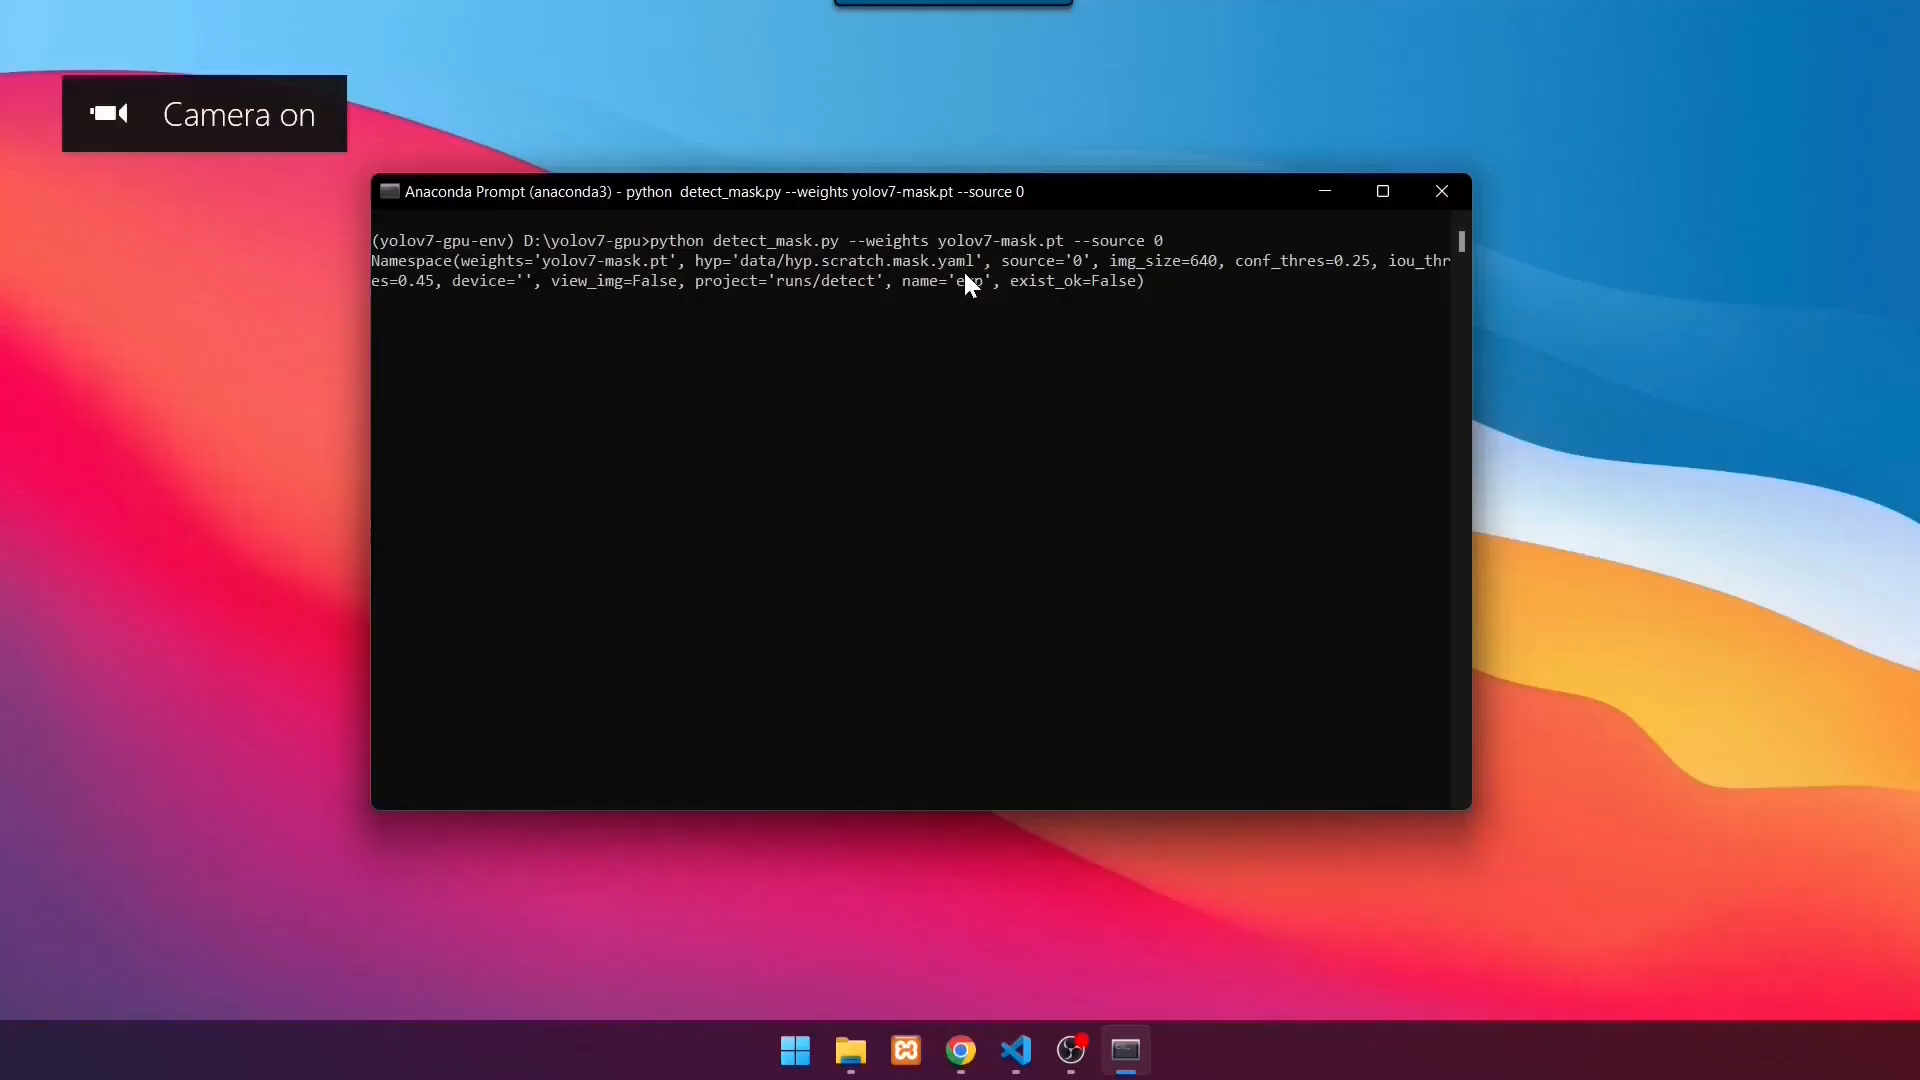 Camera on
Anaconda Prompt (anaconda3) - python  detect_mask.py --weights yolov7-mask.pt --source 0
(yolov7-gpu-env) D:\yolov7-gpu>python detect_mask.py --weights yolov7-mask.pt --source 0
Namespace(weights='yolov7-mask.pt', hyp='data/hyp.scratch.mask.yaml', source='0', img_size=640, conf_thres=0.25, iou_thr
es=0.45, device='', view_img=False, project='runs/detect', name='exp', exist_ok=False)